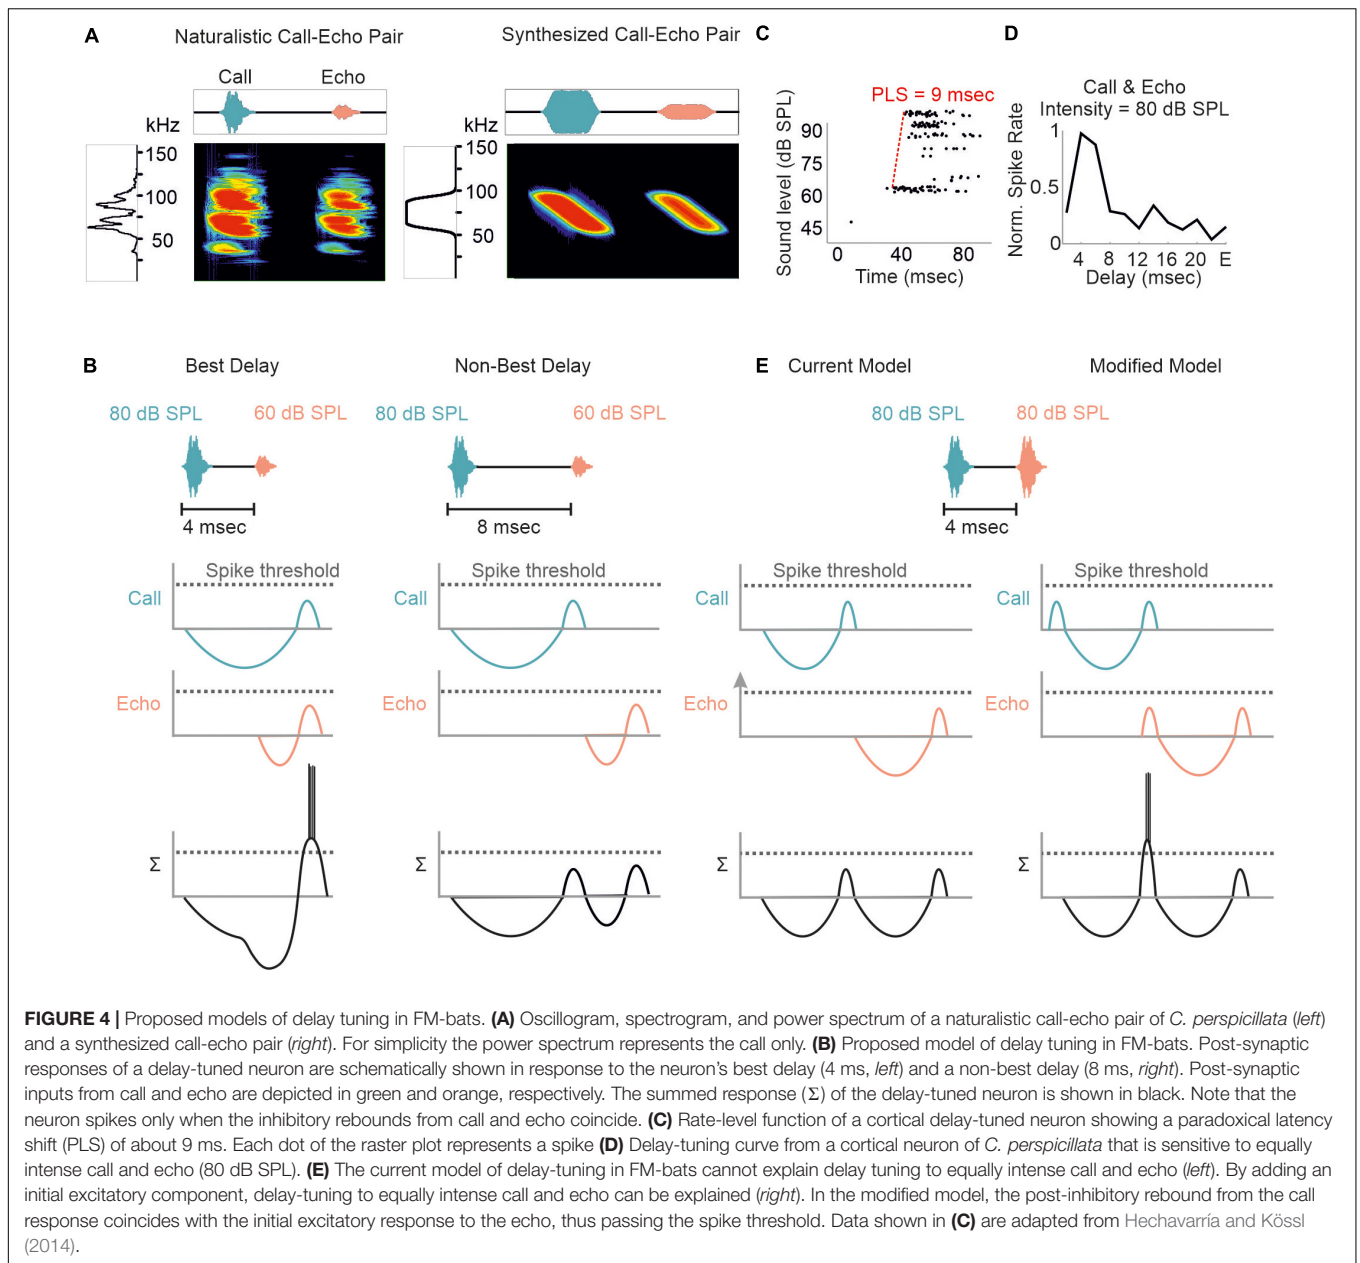 A
Naturalistic Call-Echo Pair
Call
Echo
kHz
150
100
50
Synthesized Call-Echo Pair
kHz
150
100
50
C
PLS = 9 msec
Sound level (dB SPL)
90
75
60
45
0
40
80
Time (msec)
D
Call & Echo
Intensity = 80 dB SPL
Norm. Spike Rate
1
0.5
0
4
8
12
16
20
E
Delay (msec)
B
Best Delay
80 dB SPL
60 dB SPL
4 msec
Spike threshold
Call
Echo
Σ
Non-Best Delay
80 dB SPL
60 dB SPL
8 msec
Spike threshold
Call
Echo
Σ
E
Current Model
Modified Model
80 dB SPL
80 dB SPL
4 msec
Spike threshold
Call
Echo
Σ
Spike threshold
Call
Echo
Σ
FIGURE 4 | Proposed models of delay tuning in FM-bats. (A) Oscillogram, spectrogram, and power spectrum of a naturalistic call-echo pair of C. perspicillata (left)
and a synthesized call-echo pair (right). For simplicity the power spectrum represents the call only. (B) Proposed model of delay tuning in FM-bats. Post-synaptic
responses of a delay-tuned neuron are schematically shown in response to the neuron's best delay (4 ms, left) and a non-best delay (8 ms, right). Post-synaptic
inputs from call and echo are depicted in green and orange, respectively. The summed response (Σ) of the delay-tuned neuron is shown in black. Note that the
neuron spikes only when the inhibitory rebounds from call and echo coincide. (C) Rate-level function of a cortical delay-tuned neuron showing a paradoxical latency
shift (PLS) of about 9 ms. Each dot of the raster plot represents a spike (D) Delay-tuning curve from a cortical neuron of C. perspicillata that is sensitive to equally
intense call and echo (80 dB SPL). (E) The current model of delay-tuning in FM-bats cannot explain delay tuning to equally intense call and echo (left). By adding an
initial excitatory component, delay-tuning to equally intense call and echo can be explained (right). In the modified model, the post-inhibitory rebound from the call
response coincides with the initial excitatory response to the echo, thus passing the spike threshold. Data shown in (C) are adapted from Hechavarría and Kössl
(2014).